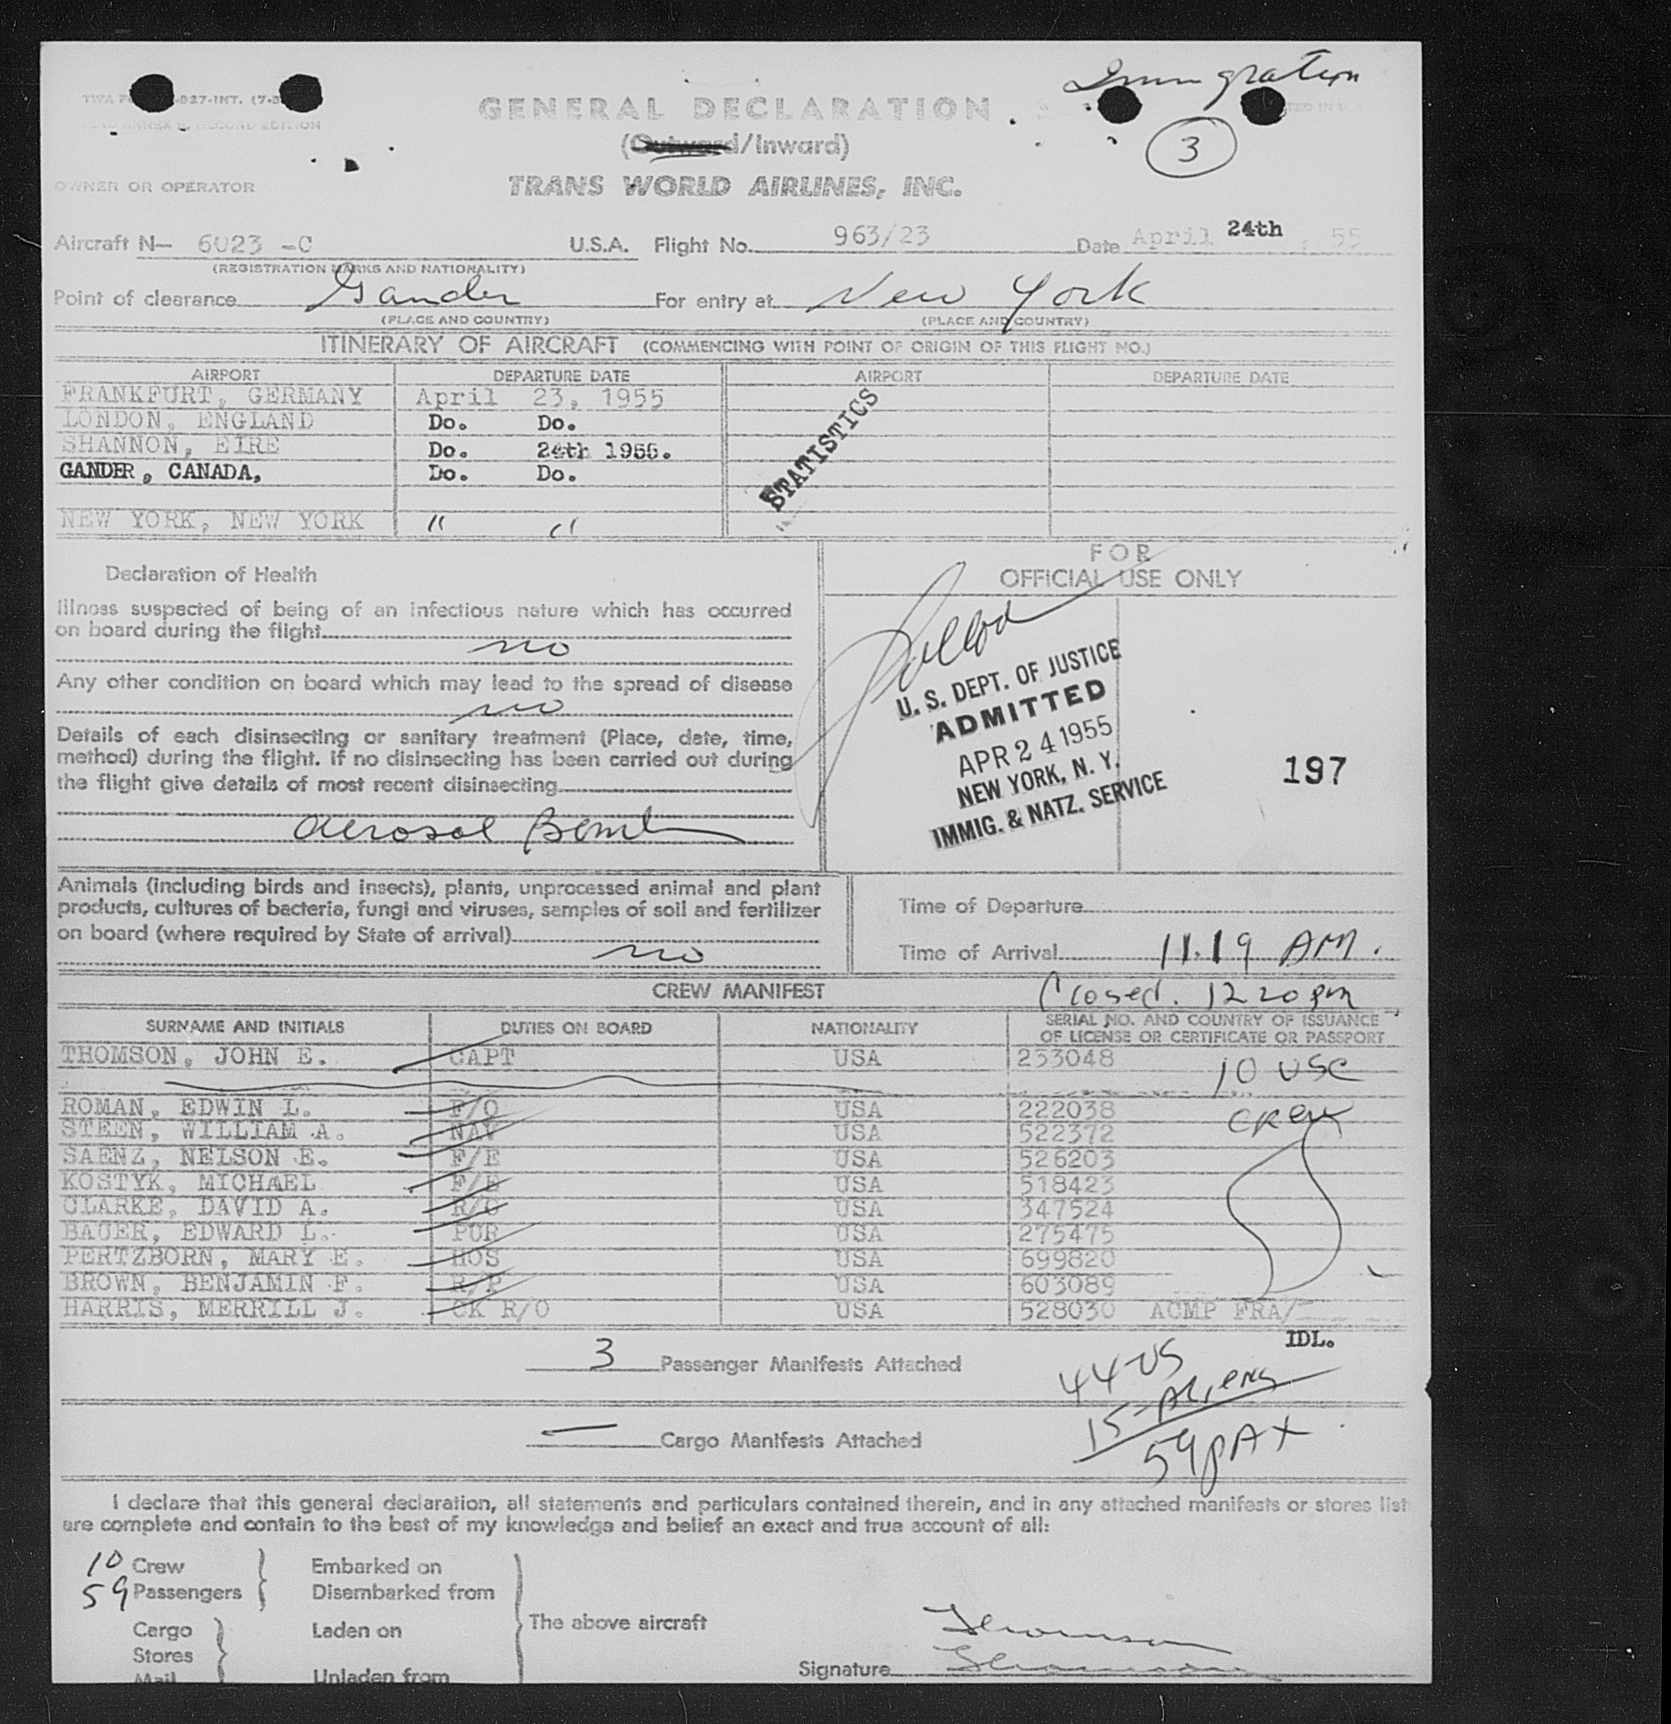 Immigration
-827-INT. (7-
SECOND EDITION
GENERAL DECLARATION
(Outward/Inward)
3
OWNER OR OPERATOR
TRANS WORLD AIRLINES, INC.
Aircraft N— 6023 -C U.S.A. Flight No. 963/23 Date April 24th, 55
(REGISTRATION MARKS AND NATIONALITY)
Point of clearance Gander For entry at New York
(PLACE AND COUNTRY) (PLACE AND COUNTRY)
ITINERARY OF AIRCRAFT (COMMENCING WITH POINT OF ORIGIN OF THIS FLIGHT NO.)
AIRPORT DEPARTURE DATE AIRPORT DEPARTURE DATE
FRANKFURT, GERMANY April 23, 1955
LONDON, ENGLAND Do. Do.
SHANNON, EIRE Do. 24th 1955.
GANDER, CANADA, Do. Do.
NEW YORK, NEW YORK " "
STATISTICS
Declaration of Health
Illness suspected of being of an infectious nature which has occurred
on board during the flight
no
Any other condition on board which may lead to the spread of disease
no
Details of each disinsecting or sanitary treatment (Place, date, time,
method) during the flight. If no disinsecting has been carried out during
the flight give details of most recent disinsecting
Aerosol Bomb
FOR
OFFICIAL USE ONLY
U. S. DEPT. OF JUSTICE
ADMITTED
APR 24 1955
NEW YORK, N. Y.
IMMIG. & NATZ. SERVICE
197
Animals (including birds and insects), plants, unprocessed animal and plant
products, cultures of bacteria, fungi and viruses, samples of soil and fertilizer
on board (where required by State of arrival)
no
Time of Departure
Time of Arrival 11.19 AM.
CREW MANIFEST Closed. 12 20 pm
SURNAME AND INITIALS DUTIES ON BOARD NATIONALITY SERIAL NO. AND COUNTRY OF ISSUANCE
OF LICENSE OR CERTIFICATE OR PASSPORT
THOMSON, JOHN E. CAPT USA 233048
10 USC
ROMAN, EDWIN L. F/O USA 222038
CREW
STEEN, WILLIAM A. NAV USA 522372
SAENZ, NELSON E. F/E USA 526203
KOSTYK, MICHAEL F/E USA 518423
CLARKE, DAVID A. R/O USA 347524
BAUER, EDWARD L. PUR USA 275475
PERTZBORN, MARY E. HOS USA 699820
BROWN, BENJAMIN F. R/P USA 603089
HARRIS, MERRILL J. CK R/O USA 528030 ACMP FRA/
IDL.
3 Passenger Manifests Attached
44-US
15-Aliens
59 PAX
— Cargo Manifests Attached
I declare that this general declaration, all statements and particulars contained therein, and in any attached manifests or stores list
are complete and contain to the best of my knowledge and belief an exact and true account of all:
10 Crew Embarked on
59 Passengers Disembarked from
The above aircraft
Cargo Laden on
Stores
Mail Unladen from
Thomson
Signature Thomson